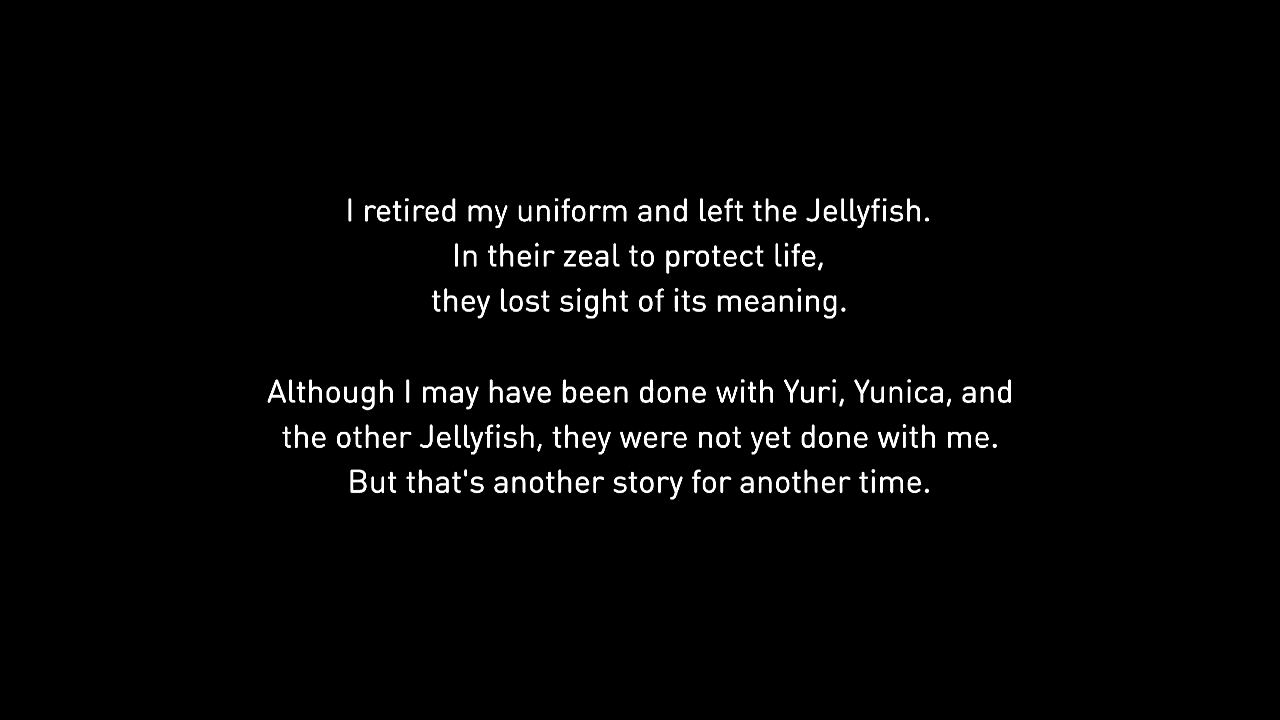 I retired my uniform and left the Jellyfish.
In their zeal to protect life,
they lost sight of its meaning.
Although I may have been done with Yuri, Yunica, and
the other Jellyfish, they were not yet done with me.
But that's another story for another time.